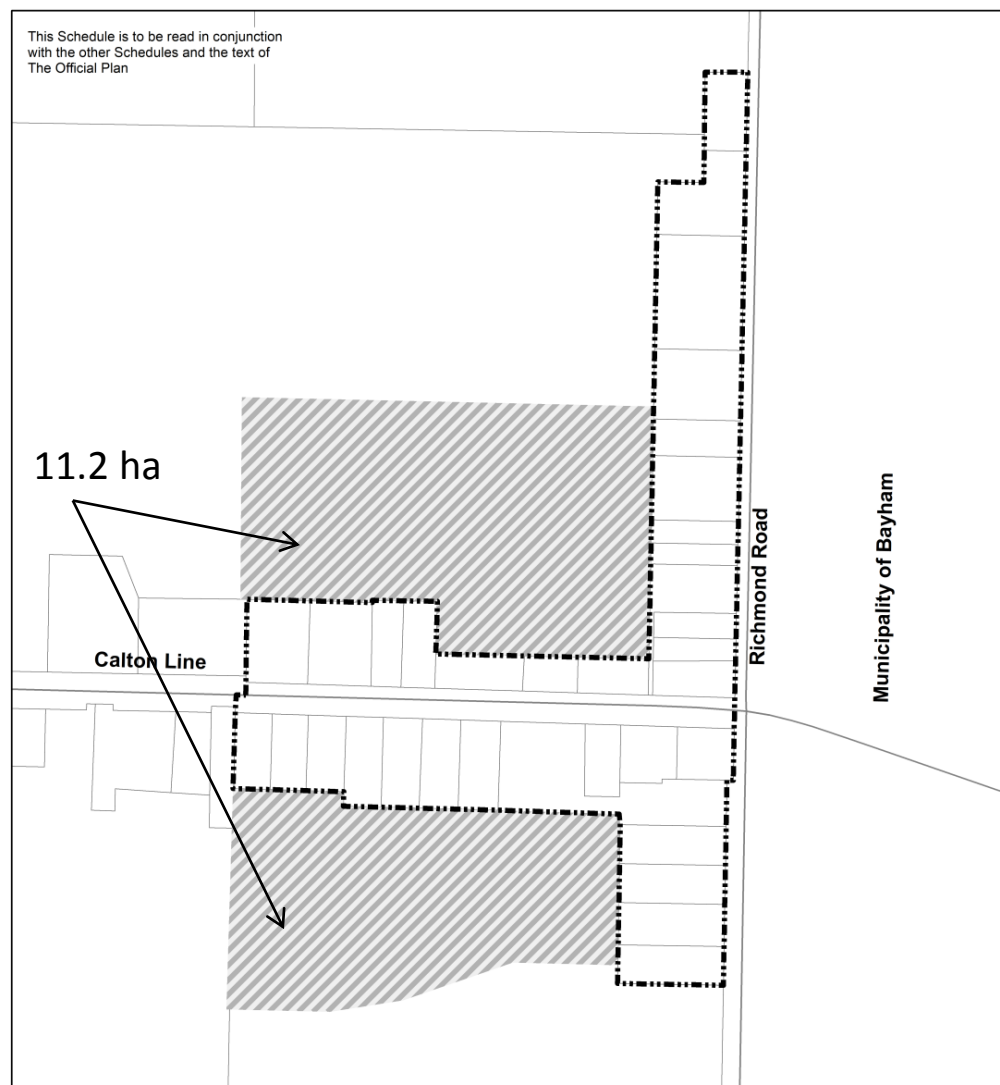 This Schedule is to be read in conjunction
with the other Schedules and the text of
The Official Plan
11.2 ha
Calton Line
Richmond Road
Municipality of Bayham